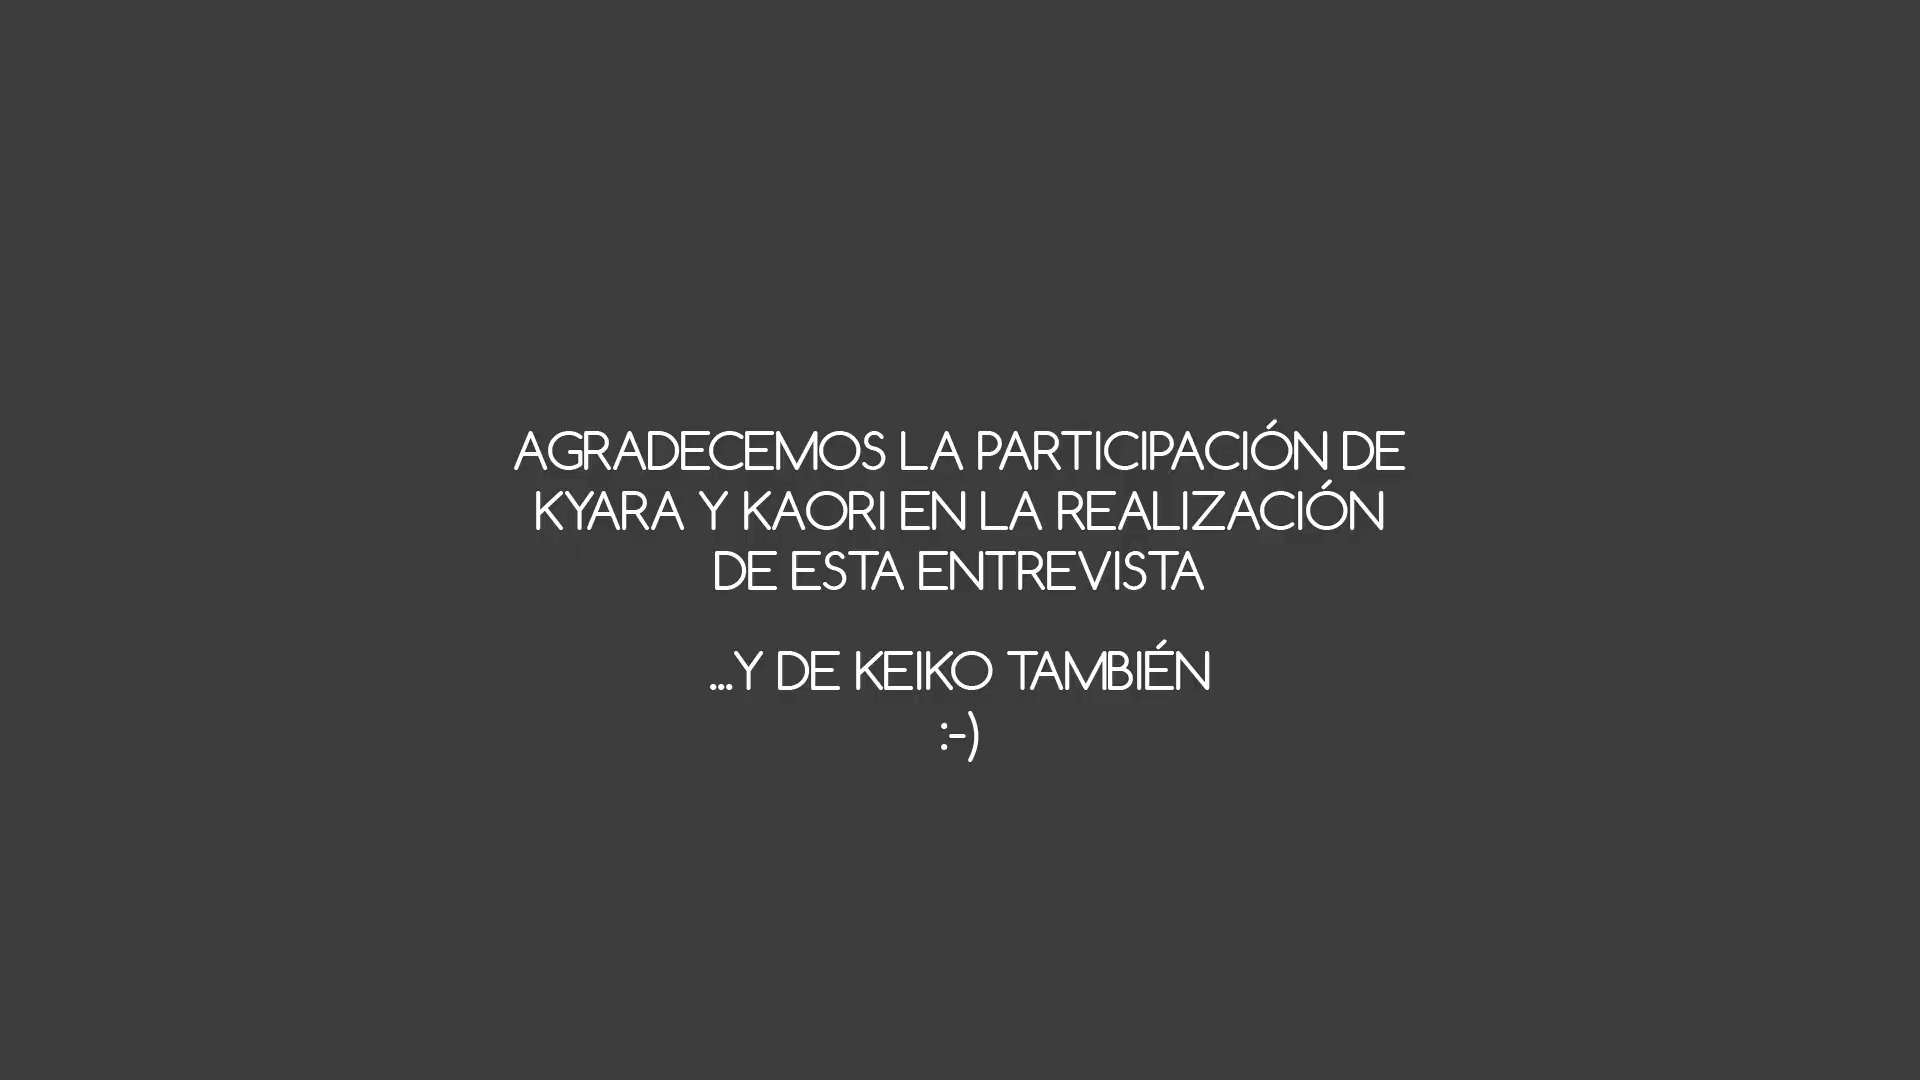 AGRADECEMOS LA PARTICIPACIÓN DE
KYARA Y KAORI EN LA REALIZACIÓN
DE ESTA ENTREVISTA
...Y DE KEIKO TAMBIÉN
:-)